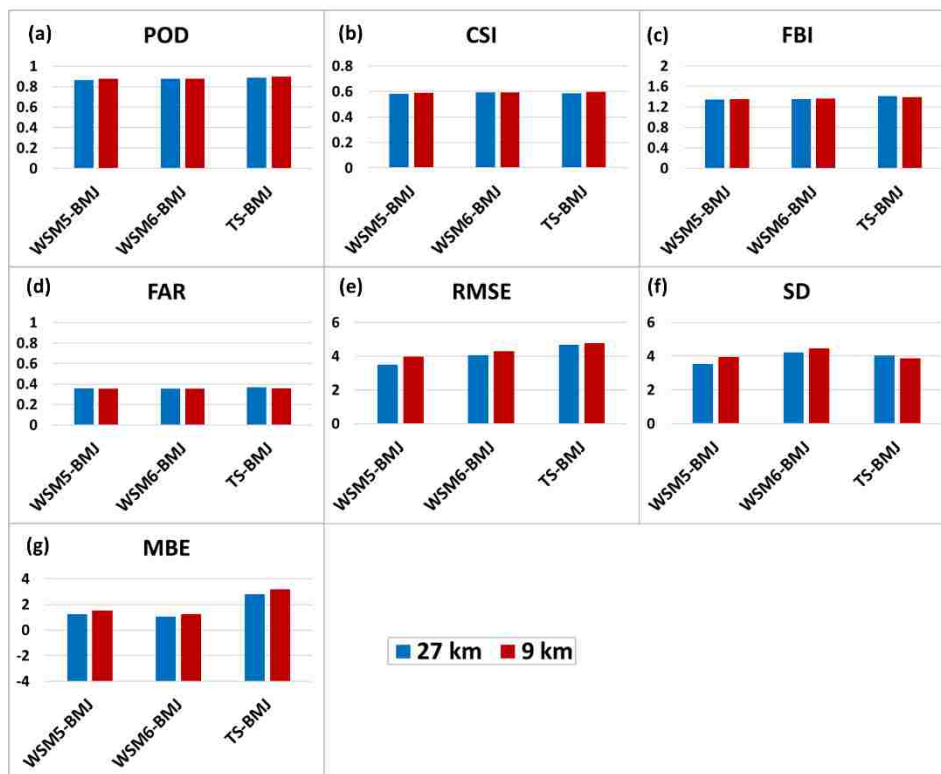 (a) POD
1
0.8
0.6
0.4
0.2
0
WSM5-BMJ
WSM6-BMJ
TS-BMJ
(b) CSI
0.8
0.6
0.4
0.2
0
WSM5-BMJ
WSM6-BMJ
TS-BMJ
(c) FBI
2
1.6
1.2
0.8
0.4
0
WSM5-BMJ
WSM6-BMJ
TS-BMJ
(d) FAR
1
0.8
0.6
0.4
0.2
0
WSM5-BMJ
WSM6-BMJ
TS-BMJ
(e) RMSE
6
4
2
0
WSM5-BMJ
WSM6-BMJ
TS-BMJ
(f) SD
6
4
2
0
WSM5-BMJ
WSM6-BMJ
TS-BMJ
(g) MBE
4
2
0
-2
-4
WSM5-BMJ
WSM6-BMJ
TS-BMJ
27 km 9 km